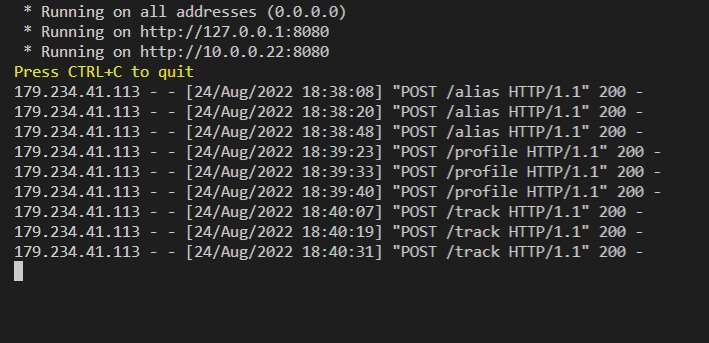 * Running on all addresses (0.0.0.0)
* Running on http://127.0.0.1:8080
* Running on http://10.0.0.22:8080
Press CTRL+C to quit
179.234.41.113 - - [24/Aug/2022 18:38:08] "POST /alias HTTP/1.1" 200 -
179.234.41.113 - - [24/Aug/2022 18:38:20] "POST /alias HTTP/1.1" 200 -
179.234.41.113 - - [24/Aug/2022 18:38:48] "POST /alias HTTP/1.1" 200 -
179.234.41.113 - - [24/Aug/2022 18:39:23] "POST /profile HTTP/1.1" 200 -
179.234.41.113 - - [24/Aug/2022 18:39:33] "POST /profile HTTP/1.1" 200 -
179.234.41.113 - - [24/Aug/2022 18:39:40] "POST /profile HTTP/1.1" 200 -
179.234.41.113 - - [24/Aug/2022 18:40:07] "POST /track HTTP/1.1" 200 -
179.234.41.113 - - [24/Aug/2022 18:40:19] "POST /track HTTP/1.1" 200 -
179.234.41.113 - - [24/Aug/2022 18:40:31] "POST /track HTTP/1.1" 200 -